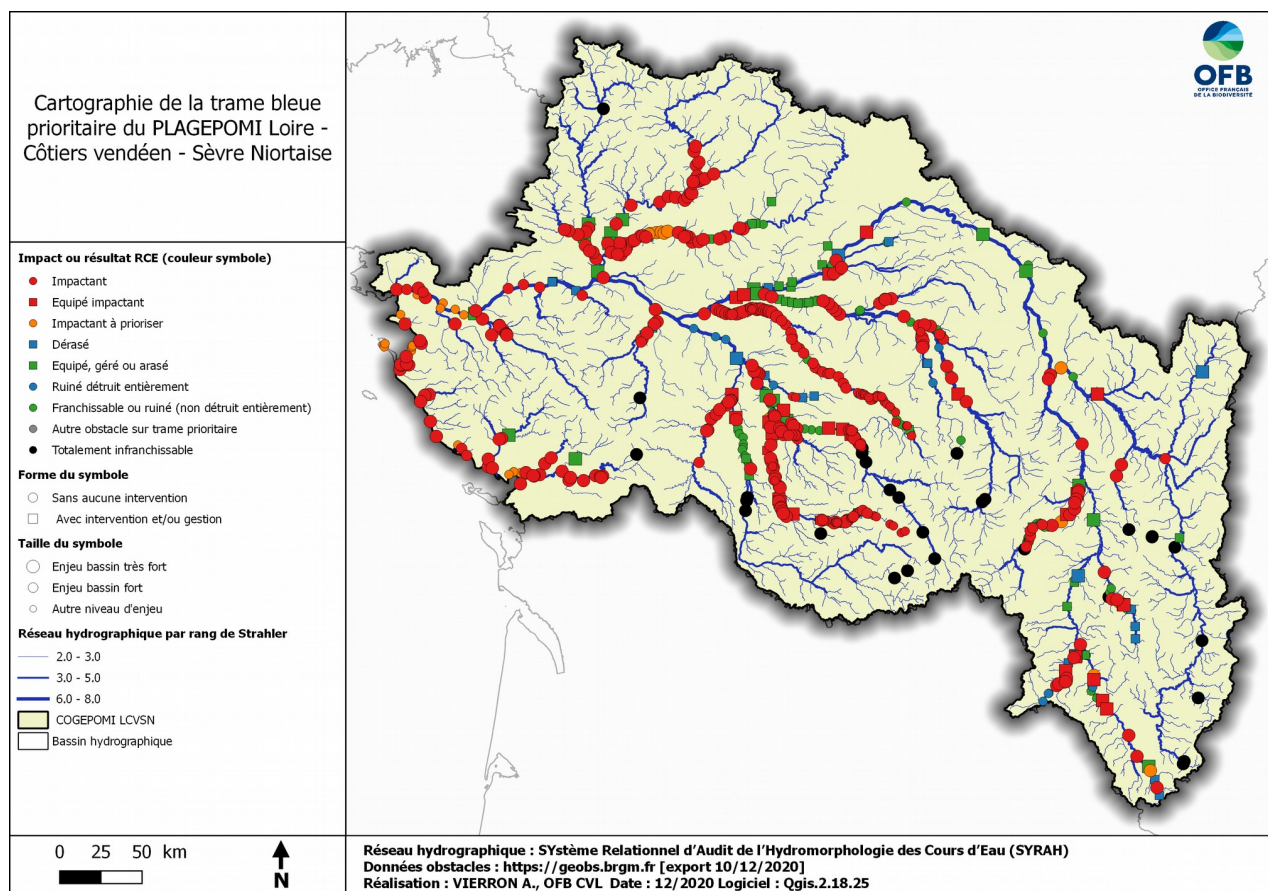 Cartographie de la trame bleue
prioritaire du PLAGEPOMI Loire -
Côtiers vendéen - Sèvre Niortaise
Impact ou résultat RCE (couleur symbole)
Impactant
Equipé impactant
Impactant à prioriser
Dérasé
Equipé, géré ou arasé
Ruiné détruit entièrement
Franchissable ou ruiné (non détruit entièrement)
Autre obstacle sur trame prioritaire
Totalement infranchissable
Forme du symbole
Sans aucune intervention
Avec intervention et/ou gestion
Taille du symbole
Enjeu bassin très fort
Enjeu bassin fort
Autre niveau d'enjeu
Réseau hydrographique par rang de Strahler
2.0 - 3.0
3.0 - 5.0
6.0 - 8.0
COGEPOMI LCVSN
Bassin hydrographique
0 25 50 km
N
OFB
OFFICE FRANÇAIS
DE LA BIODIVERSITÉ
Réseau hydrographique : SYstème Relationnel d'Audit de l'Hydromorphologie des Cours d'Eau (SYRAH)
Données obstacles : https://geobs.brgm.fr [export 10/12/2020]
Réalisation : VIERRON A., OFB CVL Date : 12/2020 Logiciel : Qgis.2.18.25